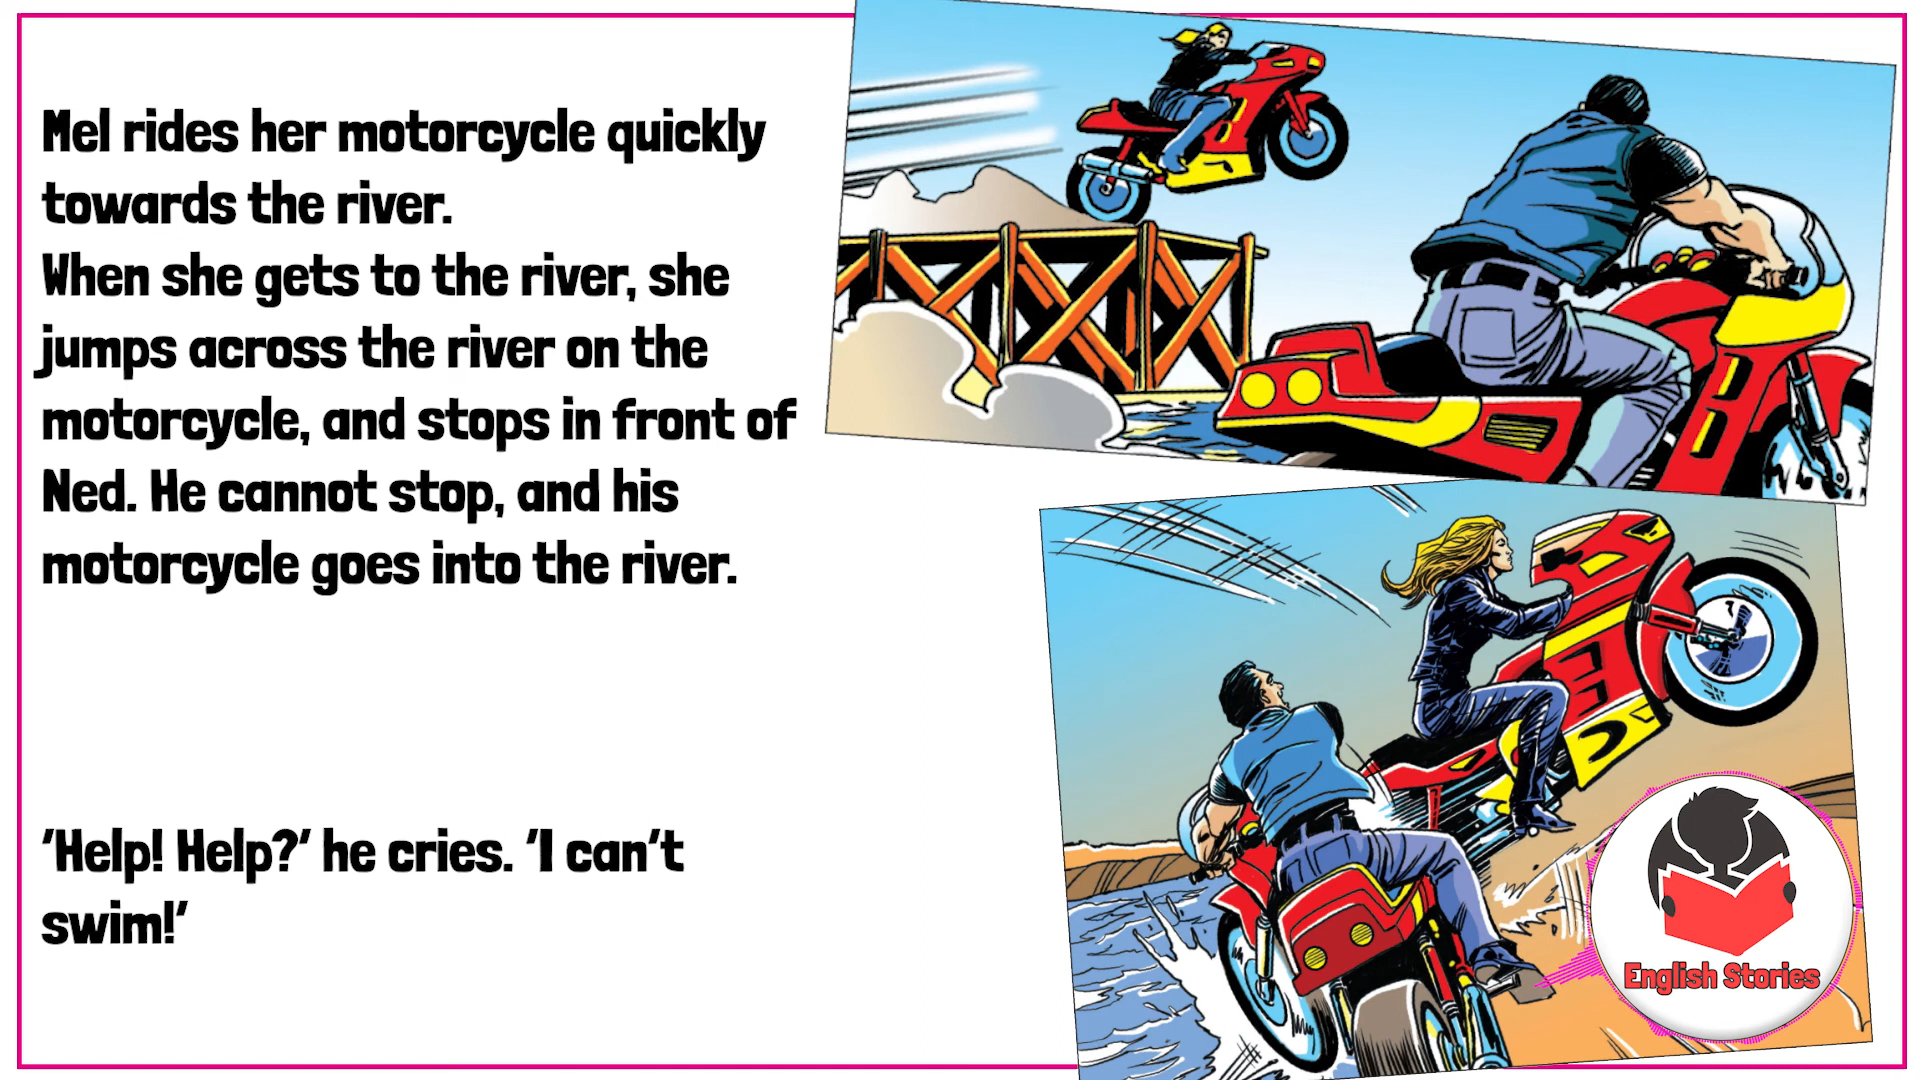 Mel rides her motorcycle quickly
towards the river.
When she gets to the river, she
jumps across the river on the
motorcycle, and stops in front of
Ned. He cannot stop, and his
motorcycle goes into the river.
‘Help! Help?’ he cries. ‘I can’t
swim!’
English Stories